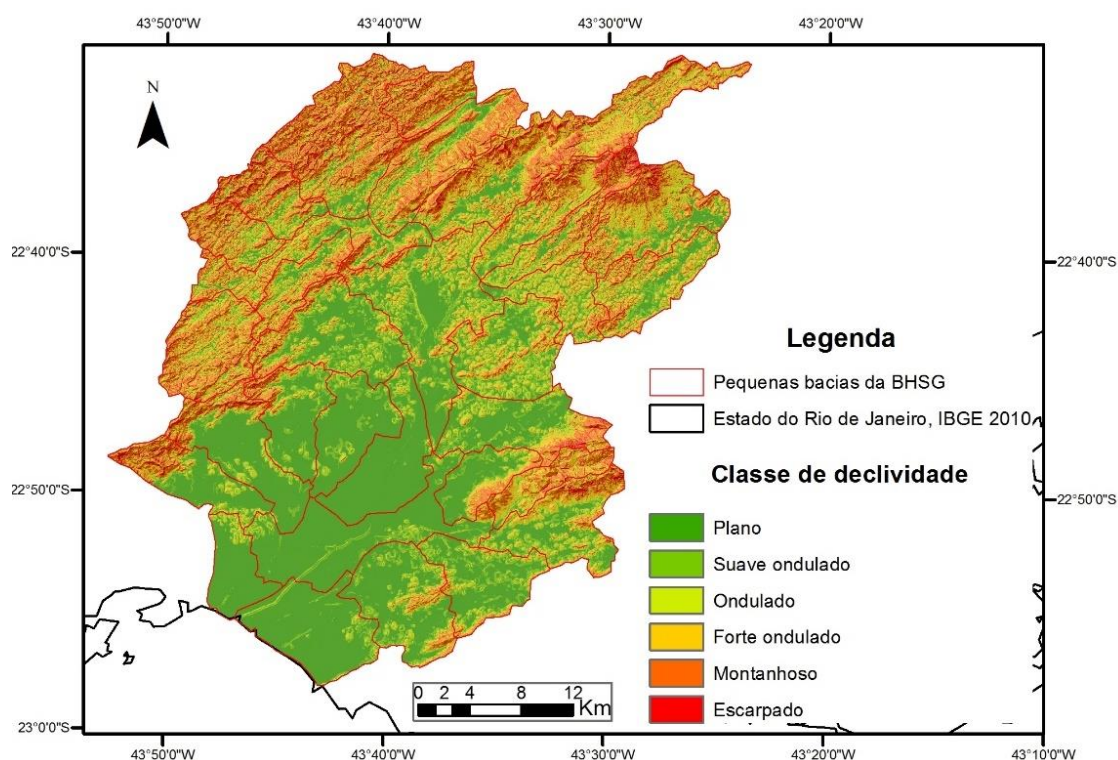 43°50'0"W 43°40'0"W 43°30'0"W 43°20'0"W
N
22°40'0"S 22°40'0"S
Legenda
Pequenas bacias da BHSG
Estado do Rio de Janeiro, IBGE 2010
22°50'0"S 22°50'0"S
Classe de declividade
Plano
Suave ondulado
Ondulado
Forte ondulado
Montanhoso
Escarpado
0 2 4 8 12
Km
23°0'0"S
43°50'0"W 43°40'0"W 43°30'0"W 43°20'0"W 43°10'0"W